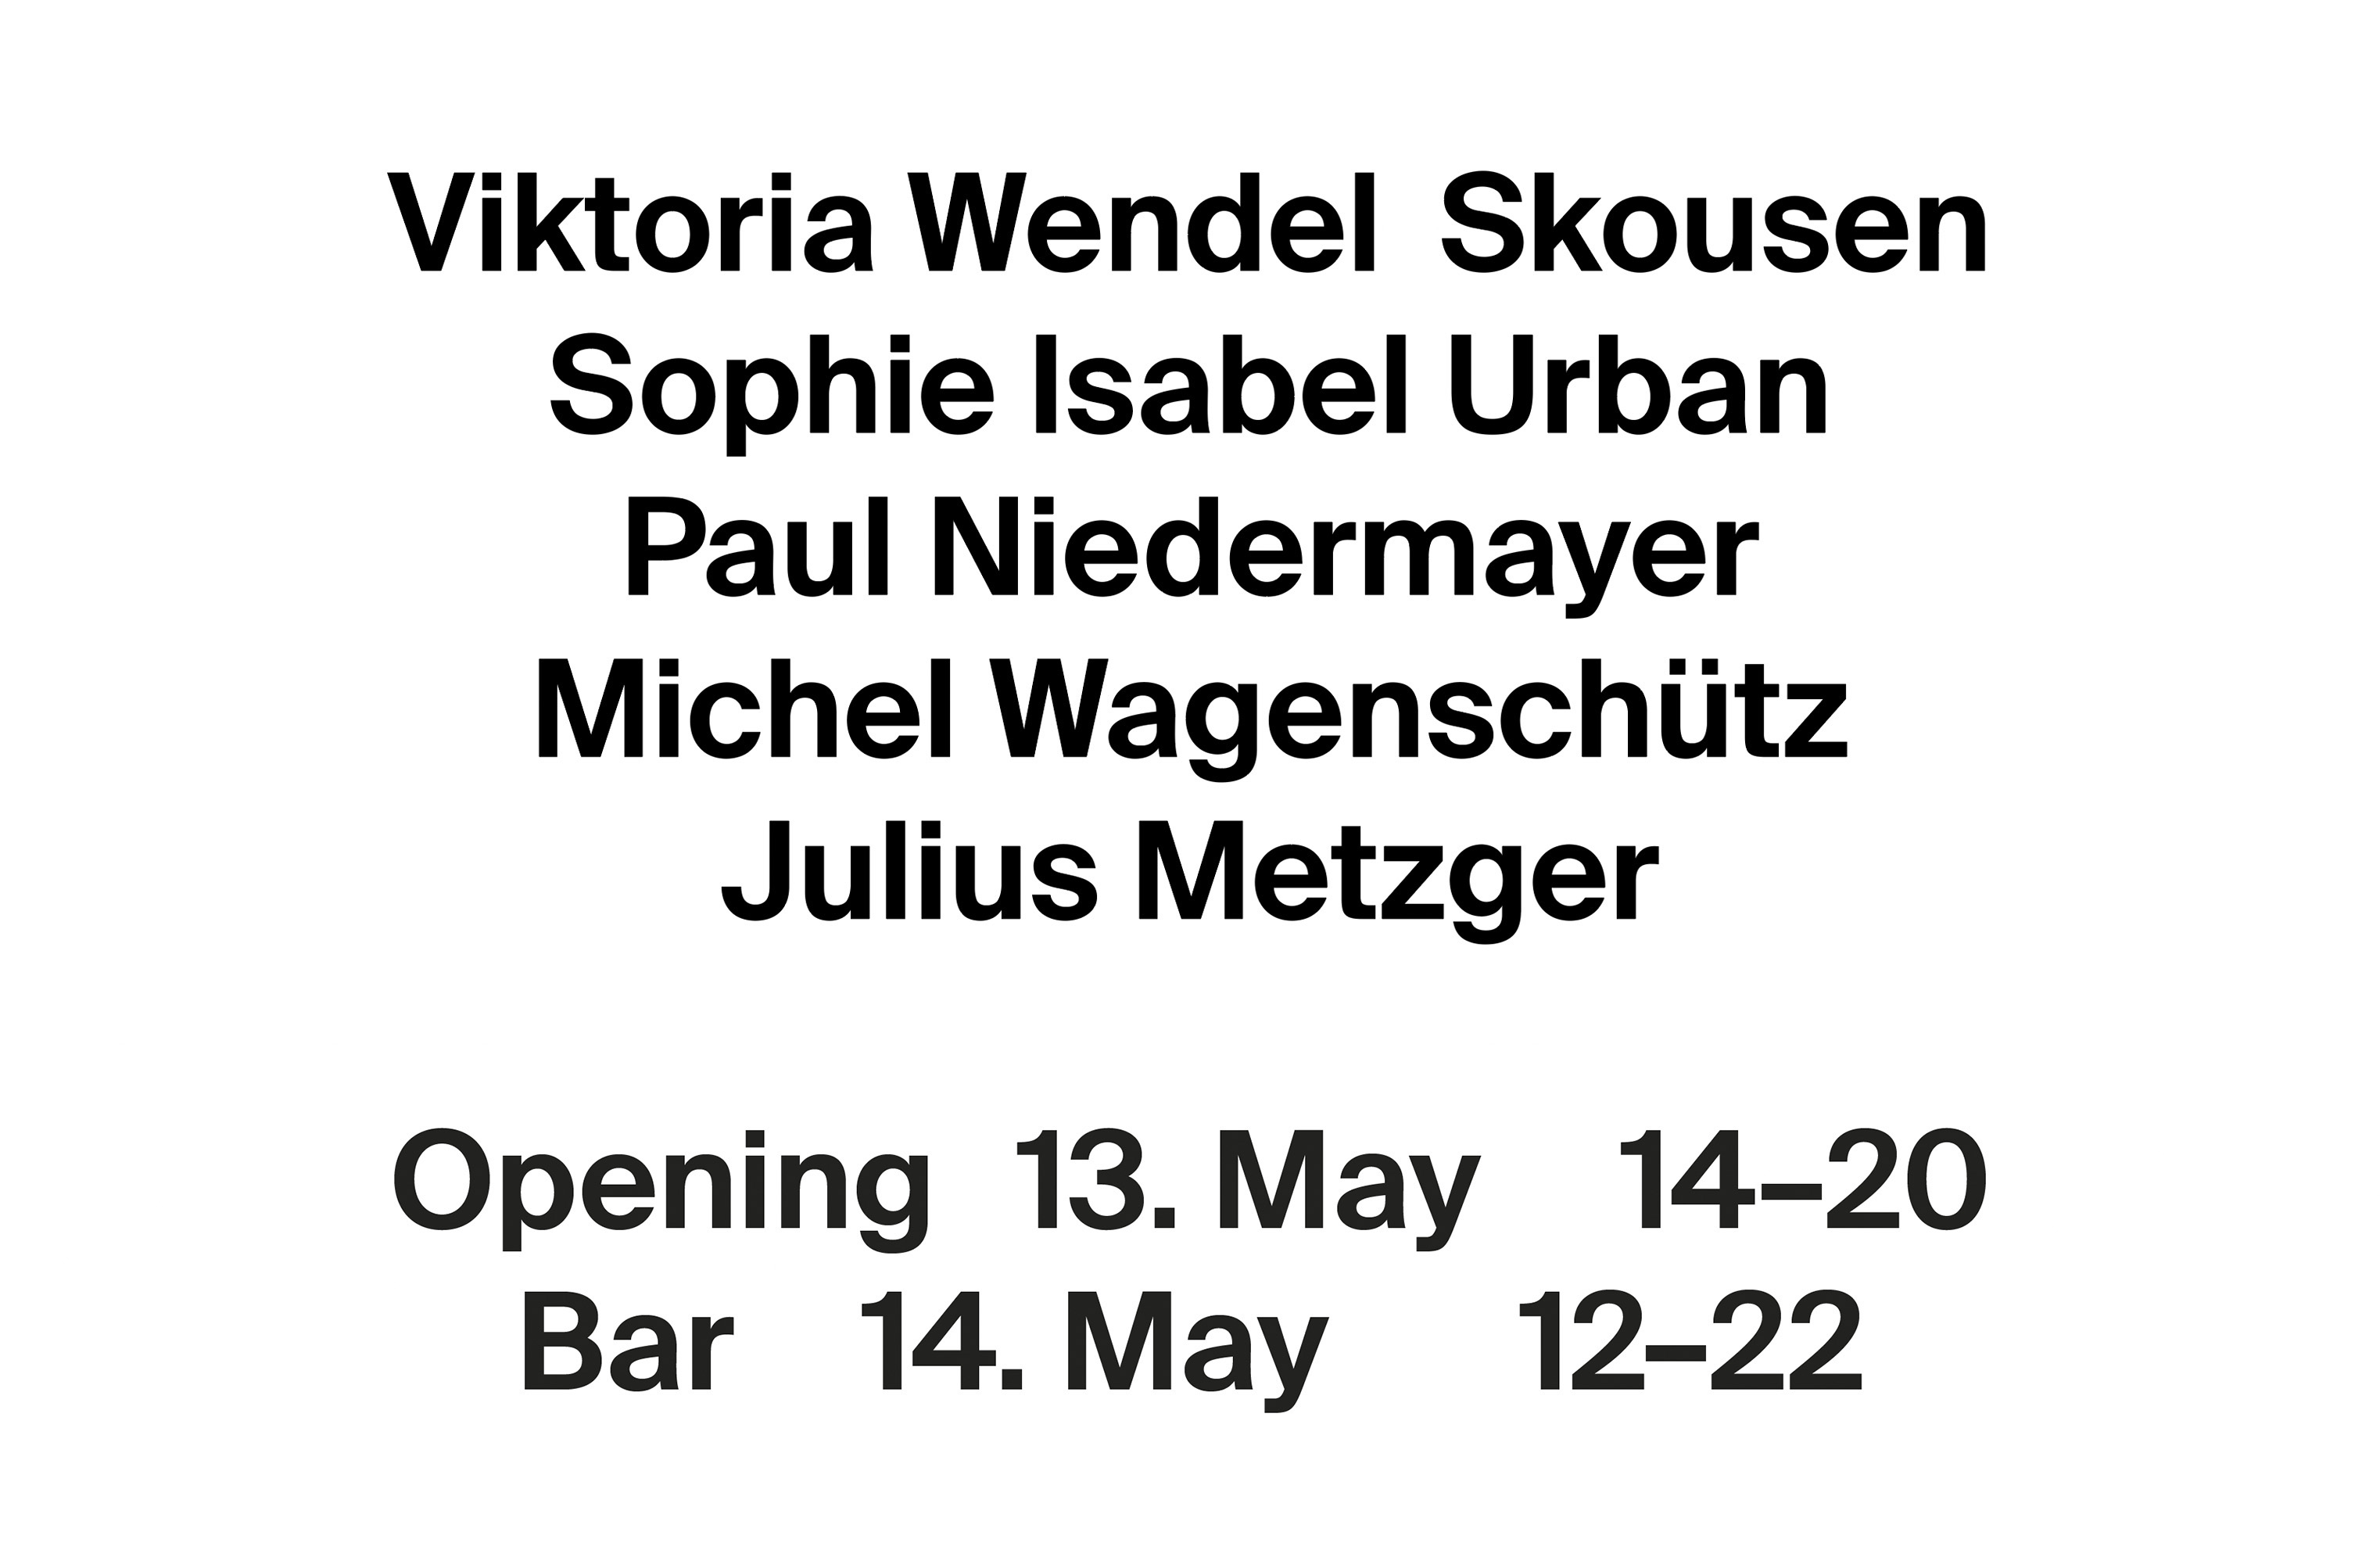 Viktoria Wendel Skousen
Sophie Isabel Urban
Paul Niedermayer
Michel Wagenschütz
Julius Metzger
Opening 13. May 14–20
Bar 14. May 12–22